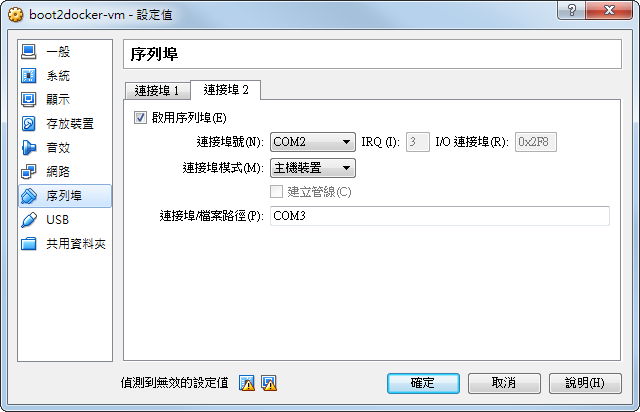 boot2docker-vm - 設定值
一般
系統
顯示
存放裝置
音效
網路
序列埠
USB
共用資料夾
序列埠
連接埠 1 連接埠 2
啟用序列埠(E)
連接埠號(N): COM2 IRQ (I): 3 I/O 連接埠(R): 0x2F8
連接埠模式(M): 主機裝置
建立管線(C)
連接埠/檔案路徑(P): COM3
偵測到無效的設定值 確定 取消 說明(H)